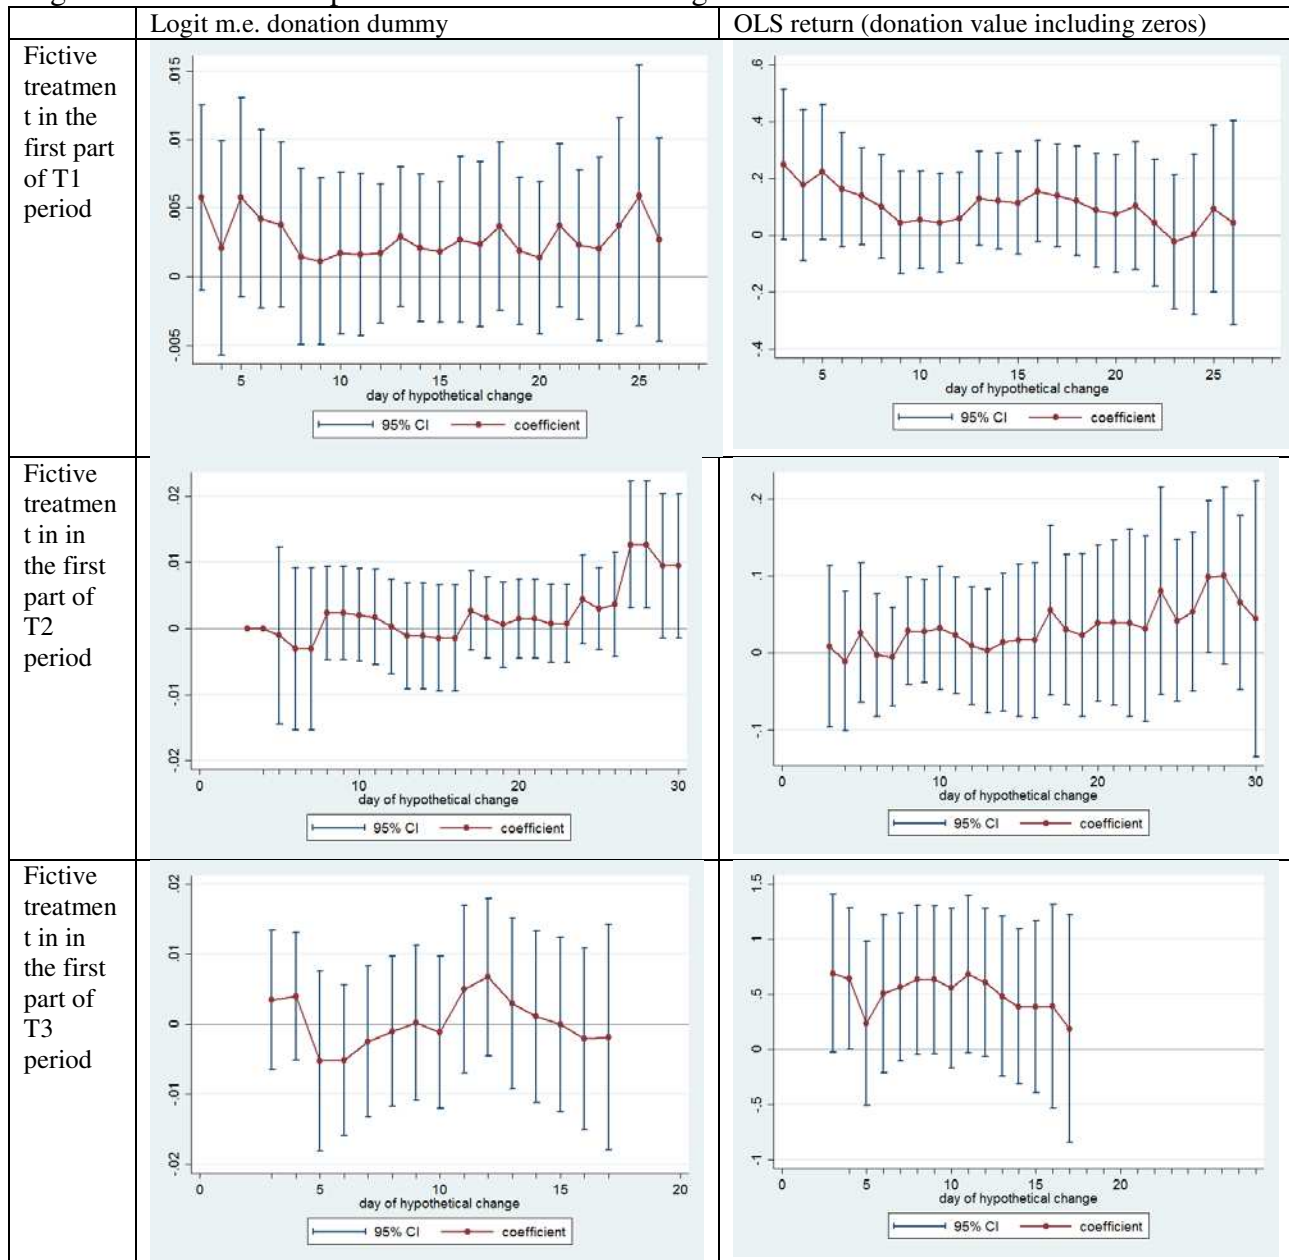 Logit m.e. donation dummy
OLS return (donation value including zeros)
Fictive
treatmen
t in the
first part
of T1
period
.015
.01
.005
0
-.005
5 10 15 20 25
day of hypothetical change
95% CI coefficient
.6
.4
.2
0
-.2
-.4
5 10 15 20 25
day of hypothetical change
95% CI coefficient
Fictive
treatmen
t in in
the first
part of
T2
period
.02
.01
0
-.01
-.02
0 10 20 30
day of hypothetical change
95% CI coefficient
.2
.1
0
-.1
0 10 20 30
day of hypothetical change
95% CI coefficient
Fictive
treatmen
t in in
the first
part of
T3
period
.02
.01
0
-.01
-.02
0 5 10 15 20
day of hypothetical change
95% CI coefficient
1.5
1
.5
0
-.5
-1
0 5 10 15 20 25
day of hypothetical change
95% CI coefficient